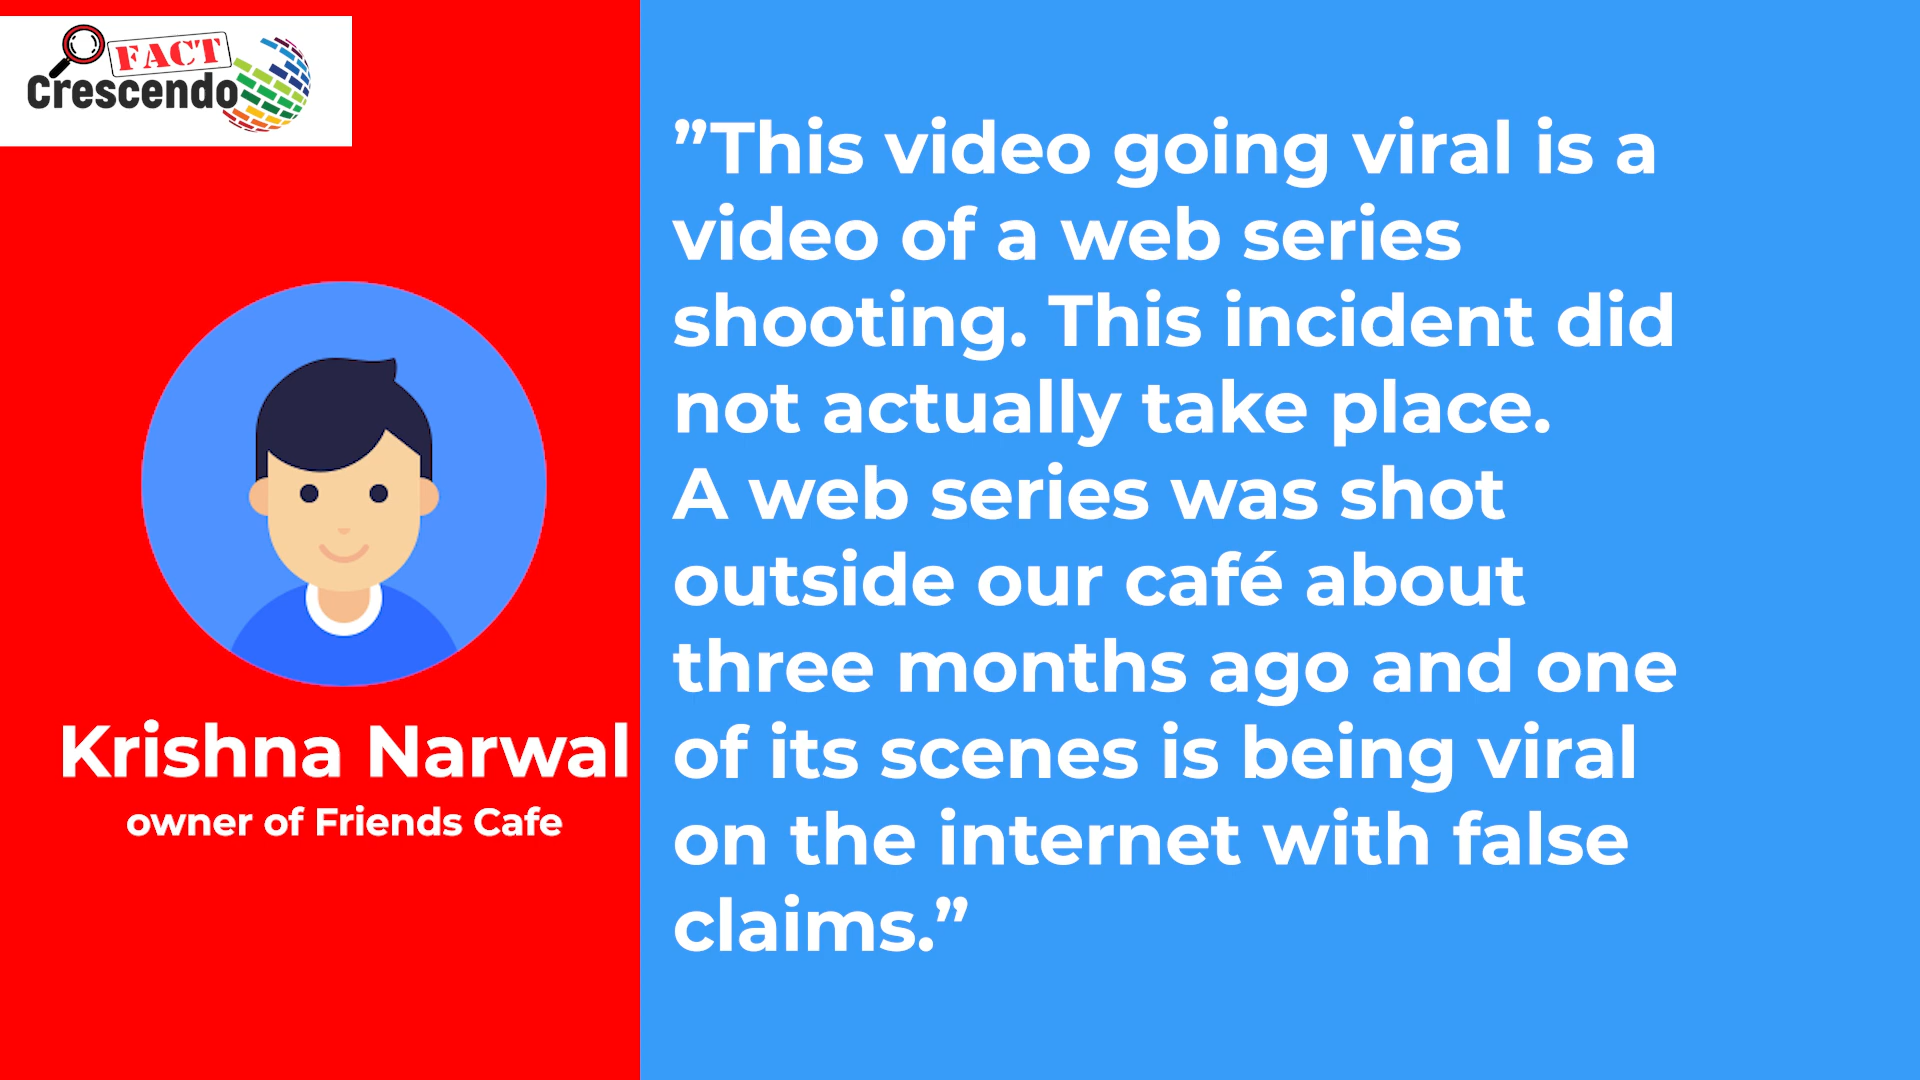 FACT
Crescendo
Krishna Narwal
owner of Friends Cafe
”This video going viral is a
video of a web series
shooting. This incident did
not actually take place.
A web series was shot
outside our café about
three months ago and one
of its scenes is being viral
on the internet with false
claims.”